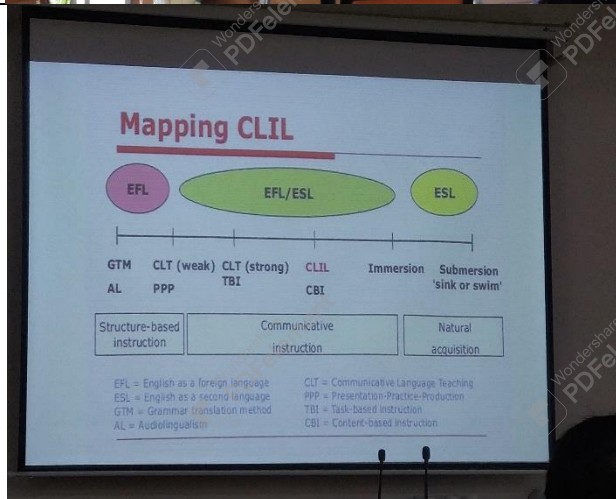 Mapping CLIL
EFL
EFL/ESL
ESL
GTM CLT (weak) CLT (strong) CLIL Immersion Submersion
AL PPP TBI CBI 'sink or swim'
Structure-based instruction
Communicative instruction
Natural acquisition
EFL = English as a foreign language
ESL = English as a second language
GTM = Grammar translation method
AL = Audiolingualism
CLT = Communicative Language Teaching
PPP = Presentation-Practice-Production
TBI = Task-based instruction
CBI = Content-based instruction
Wondershare
PDFelement